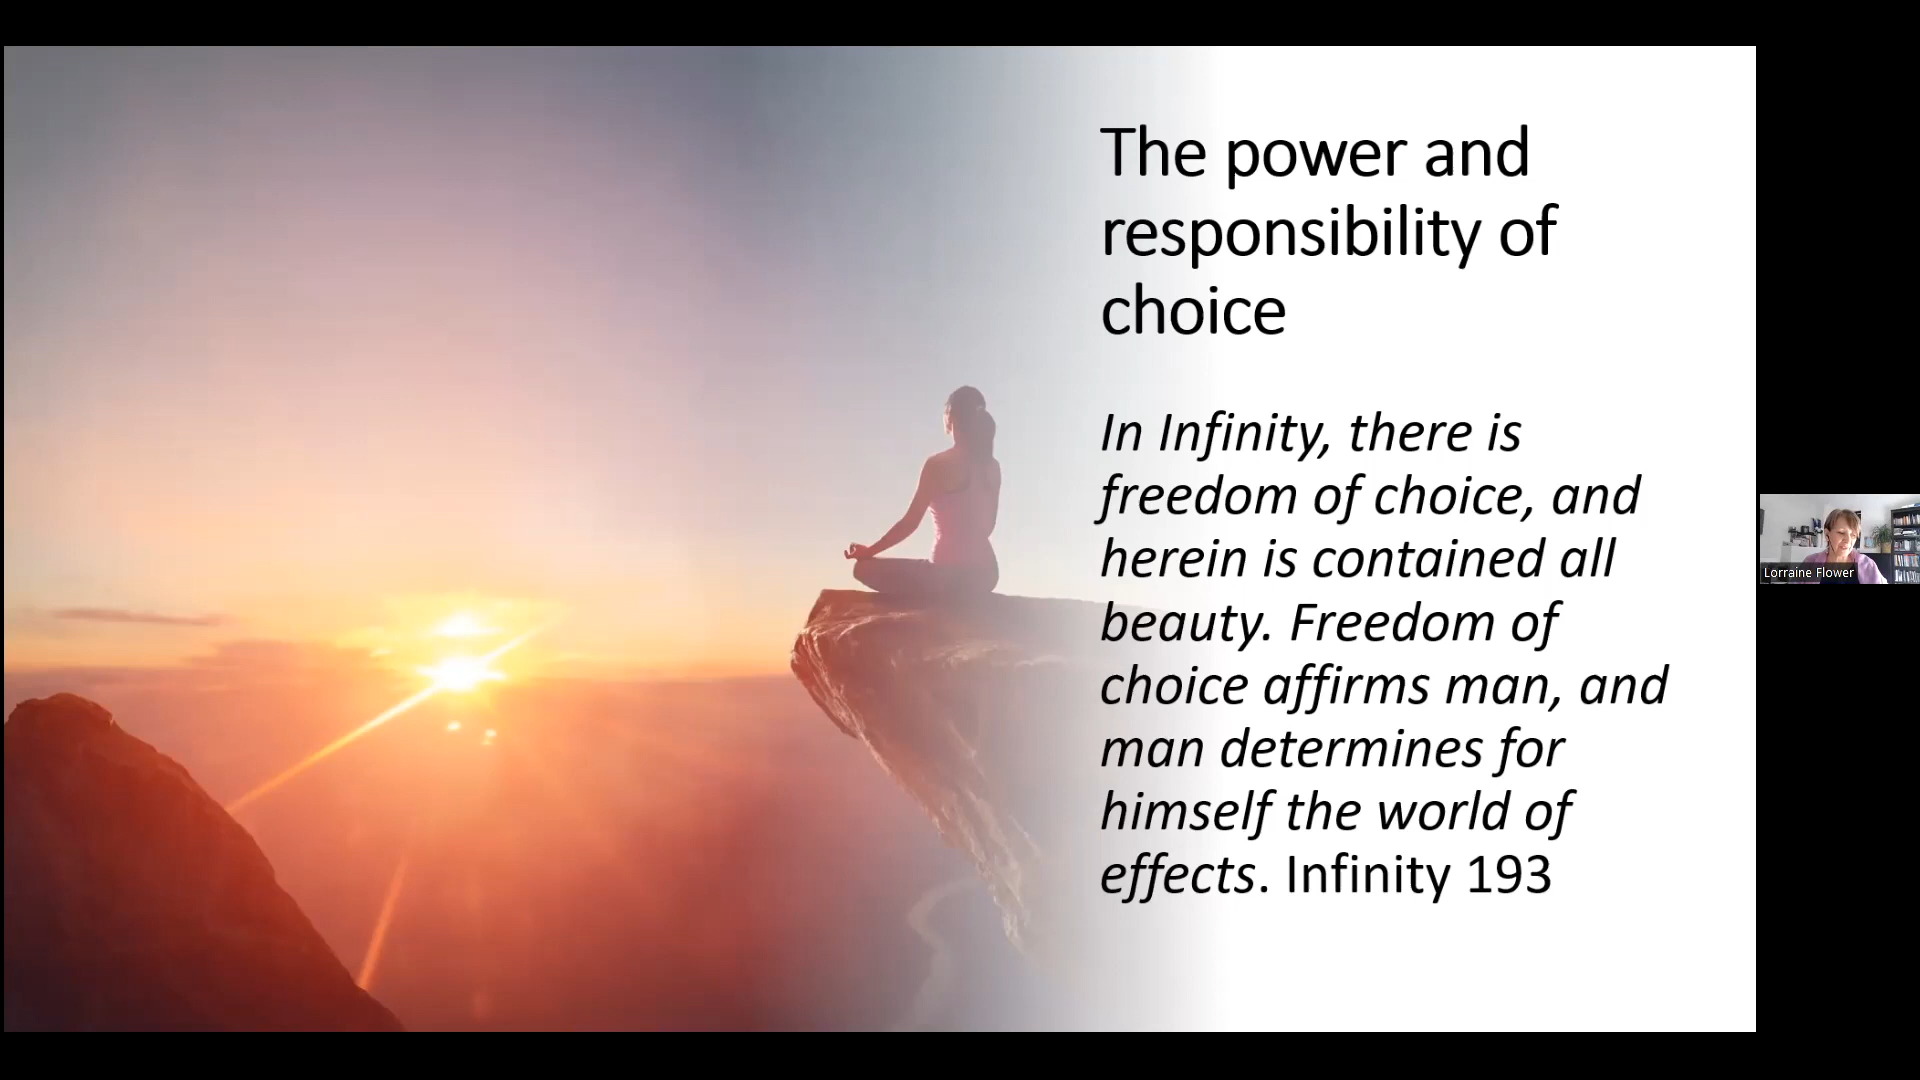 The power and
responsibility of
choice
In Infinity, there is
freedom of choice, and
herein is contained all
beauty. Freedom of
choice affirms man, and
man determines for
himself the world of
effects. Infinity 193
Lorraine Flower